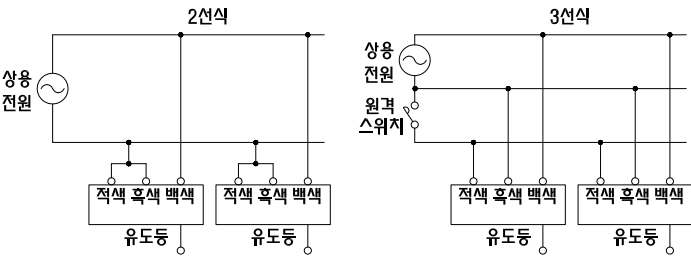 2선식
3선식
상용
전원
상용
전원
원격
스위치
적색 흑색 백색
적색 흑색 백색
적색 흑색 백색
적색 흑색 백색
유도등
유도등
유도등
유도등